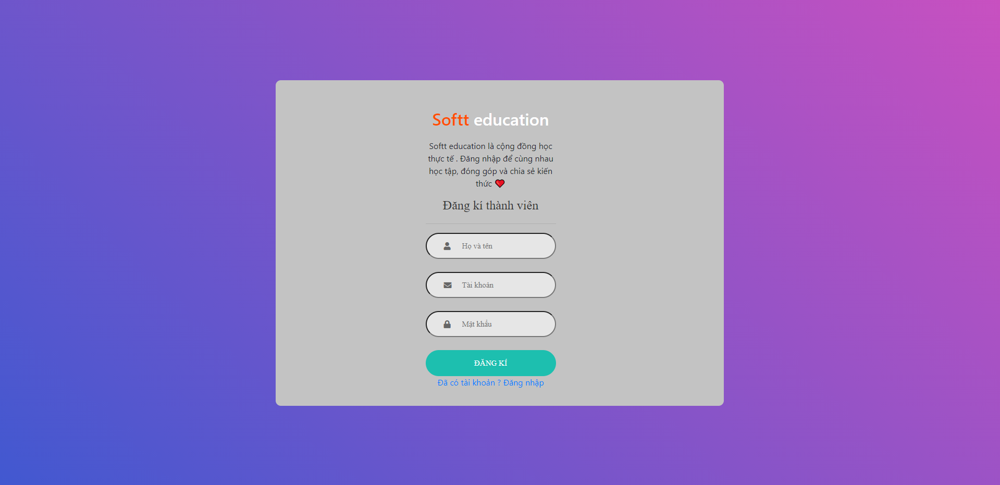 Softt education
Softt education là cộng đồng học
thực tế . Đăng nhập để cùng nhau
học tập, đóng góp và chia sẻ kiến
thức ❤
Đăng kí thành viên
Họ và tên
Tài khoản
Mật khẩu
ĐĂNG KÍ
Đã có tài khoản ? Đăng nhập